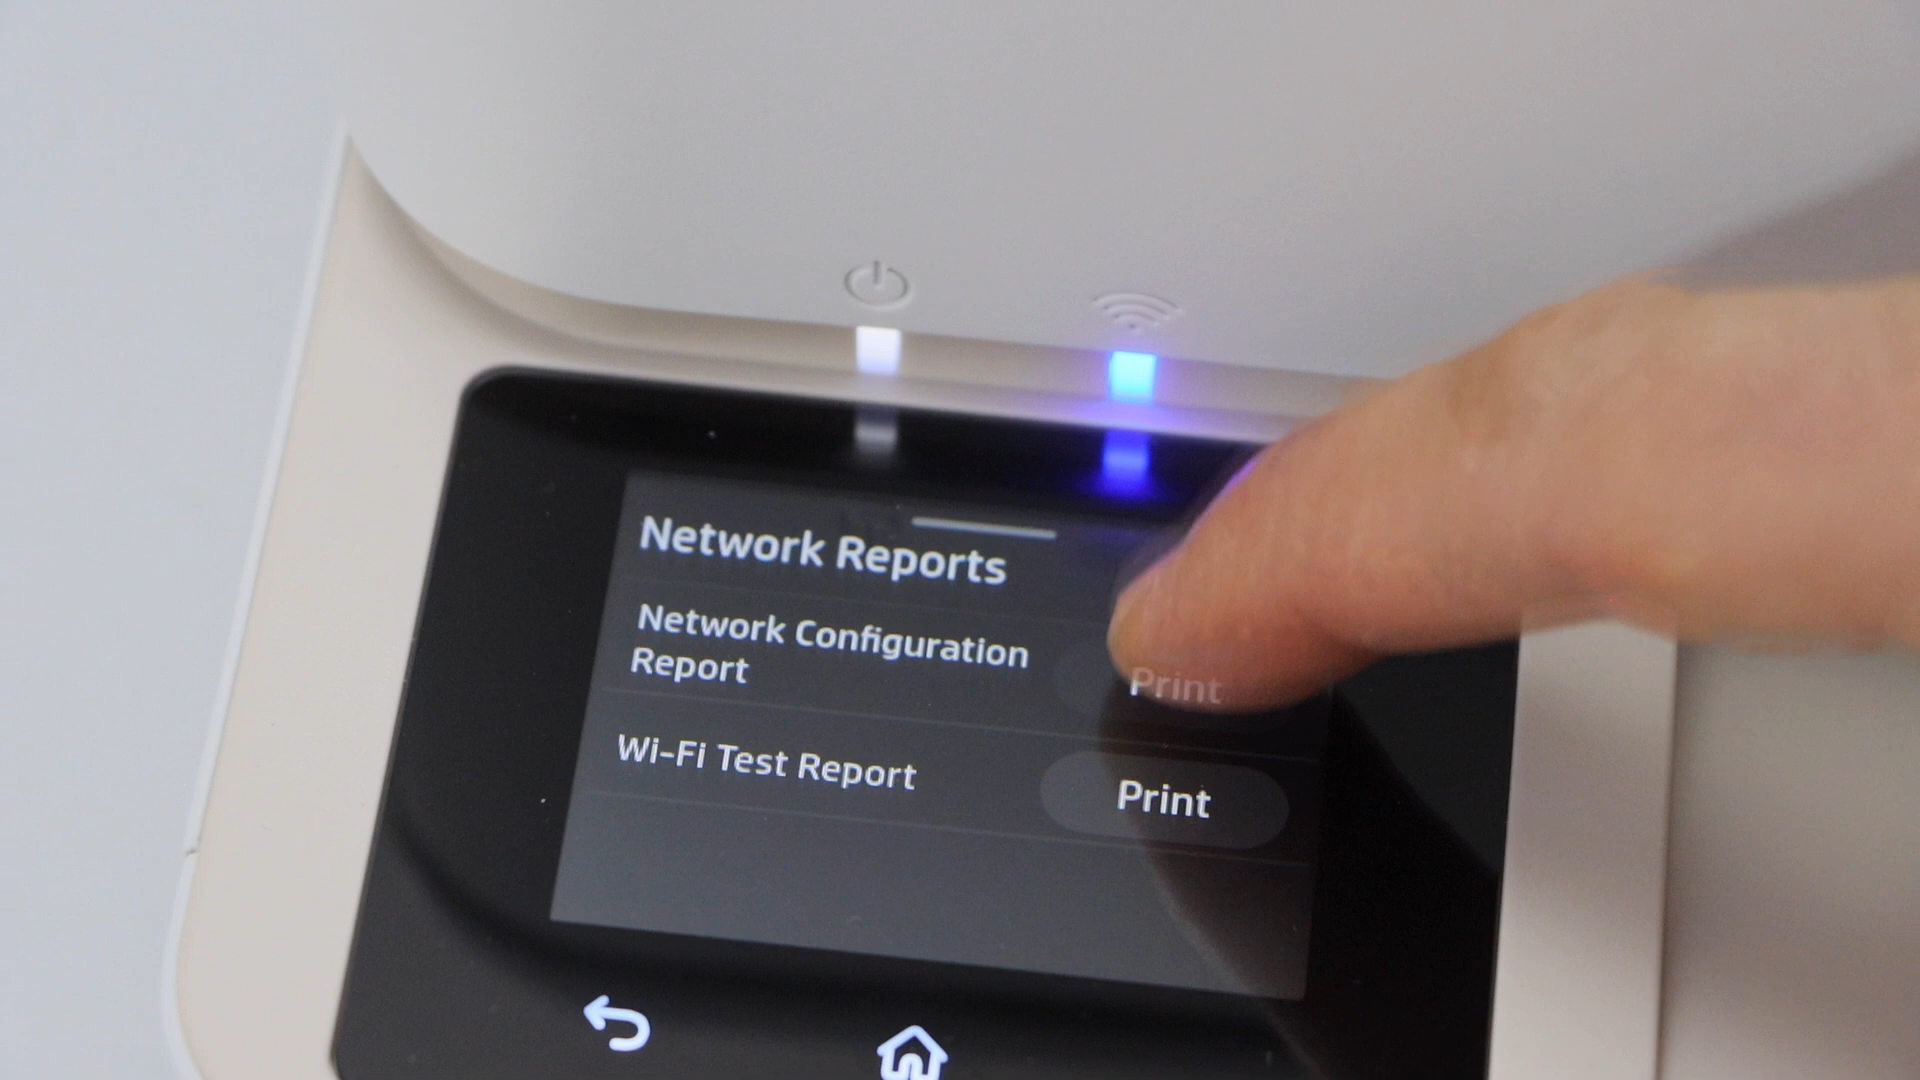 Network Reports
Network Configuration
Report
Print
Wi-Fi Test Report
Print